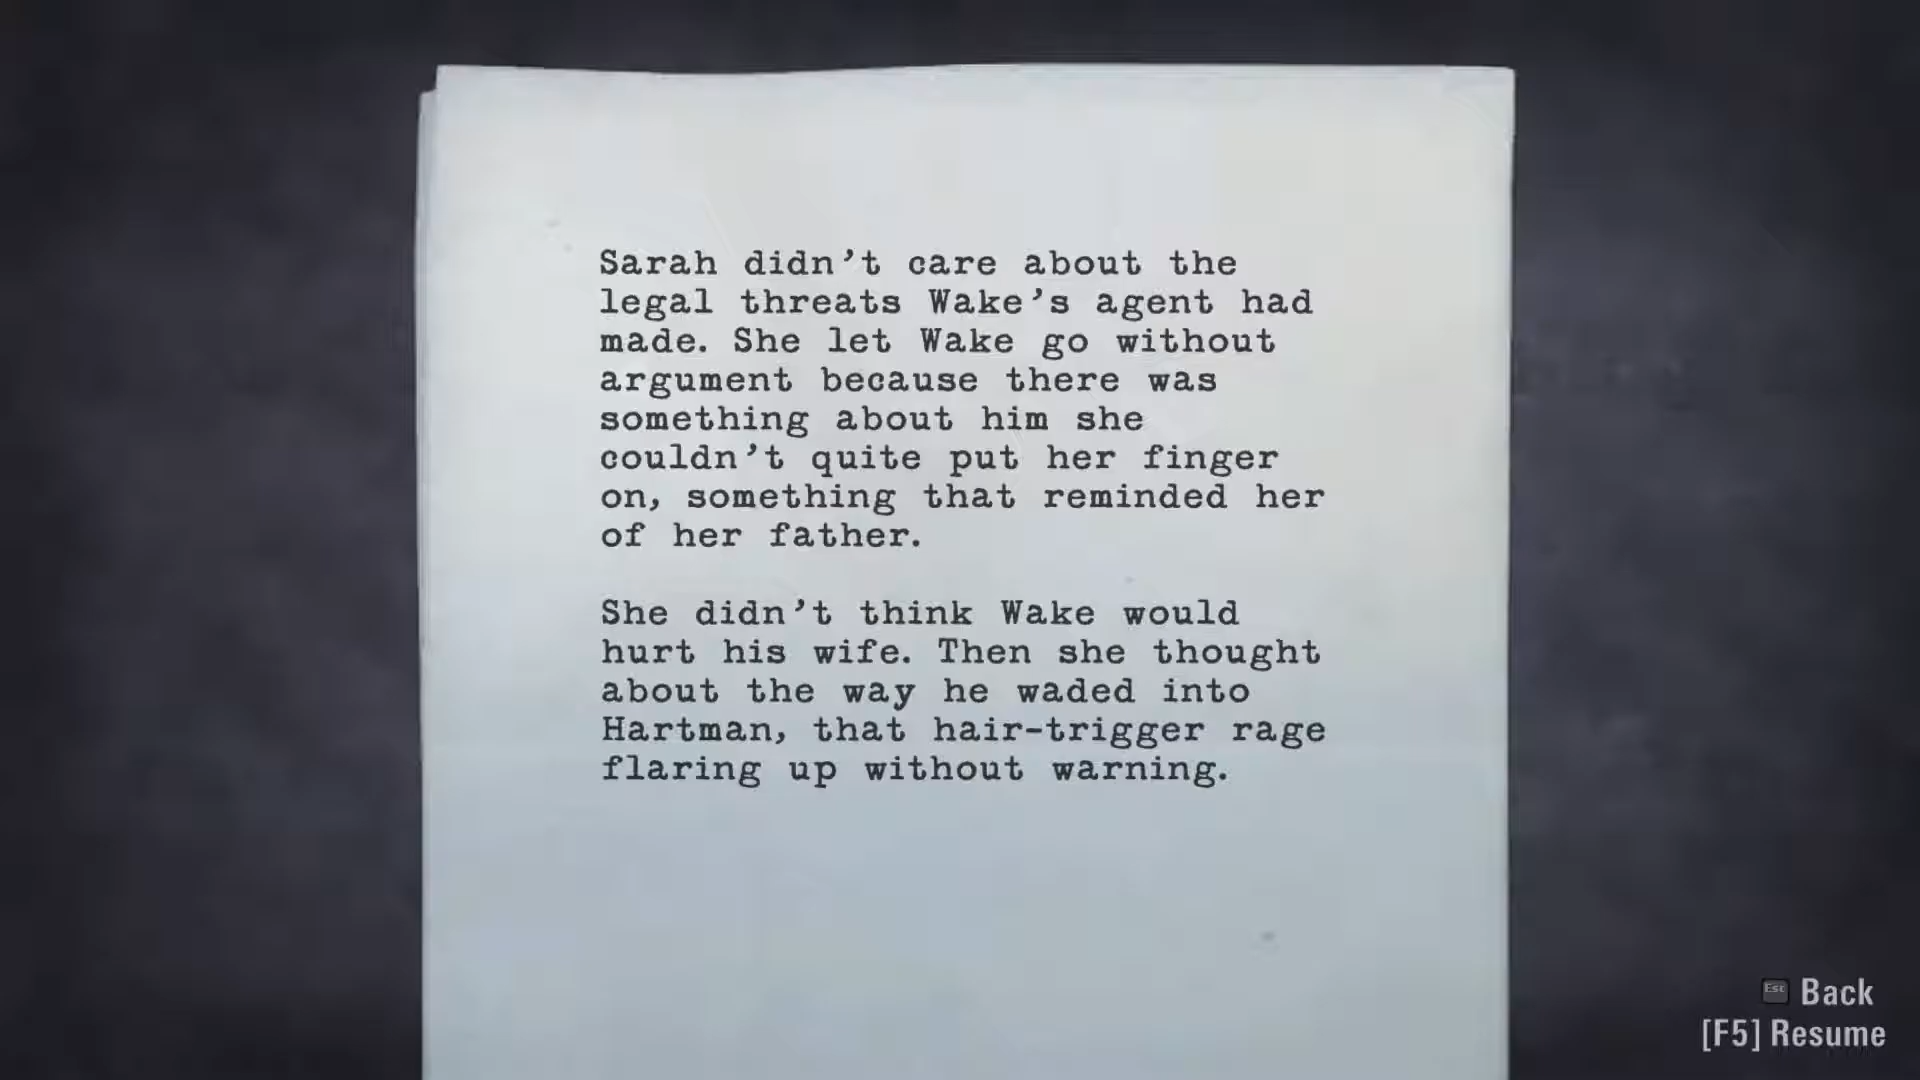 Sarah didn’t care about the
legal threats Wake’s agent had
made. She let Wake go without
argument because there was
something about him she
couldn’t quite put her finger
on, something that reminded her
of her father.
She didn’t think Wake would
hurt his wife. Then she thought
about the way he waded into
Hartman, that hair-trigger rage
flaring up without warning.
Esc Back
[F5] Resume